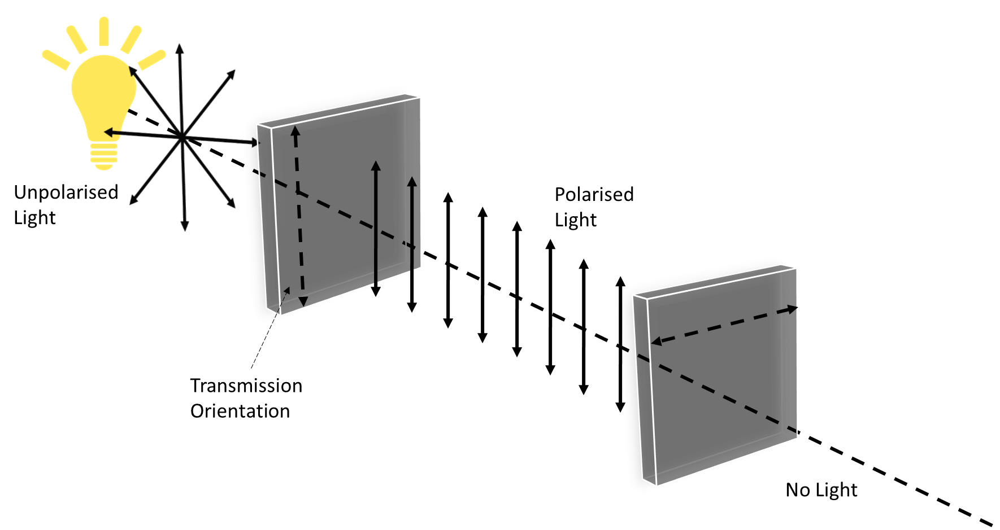 Unpolarised
Light
Polarised
Light
Transmission
Orientation
No Light